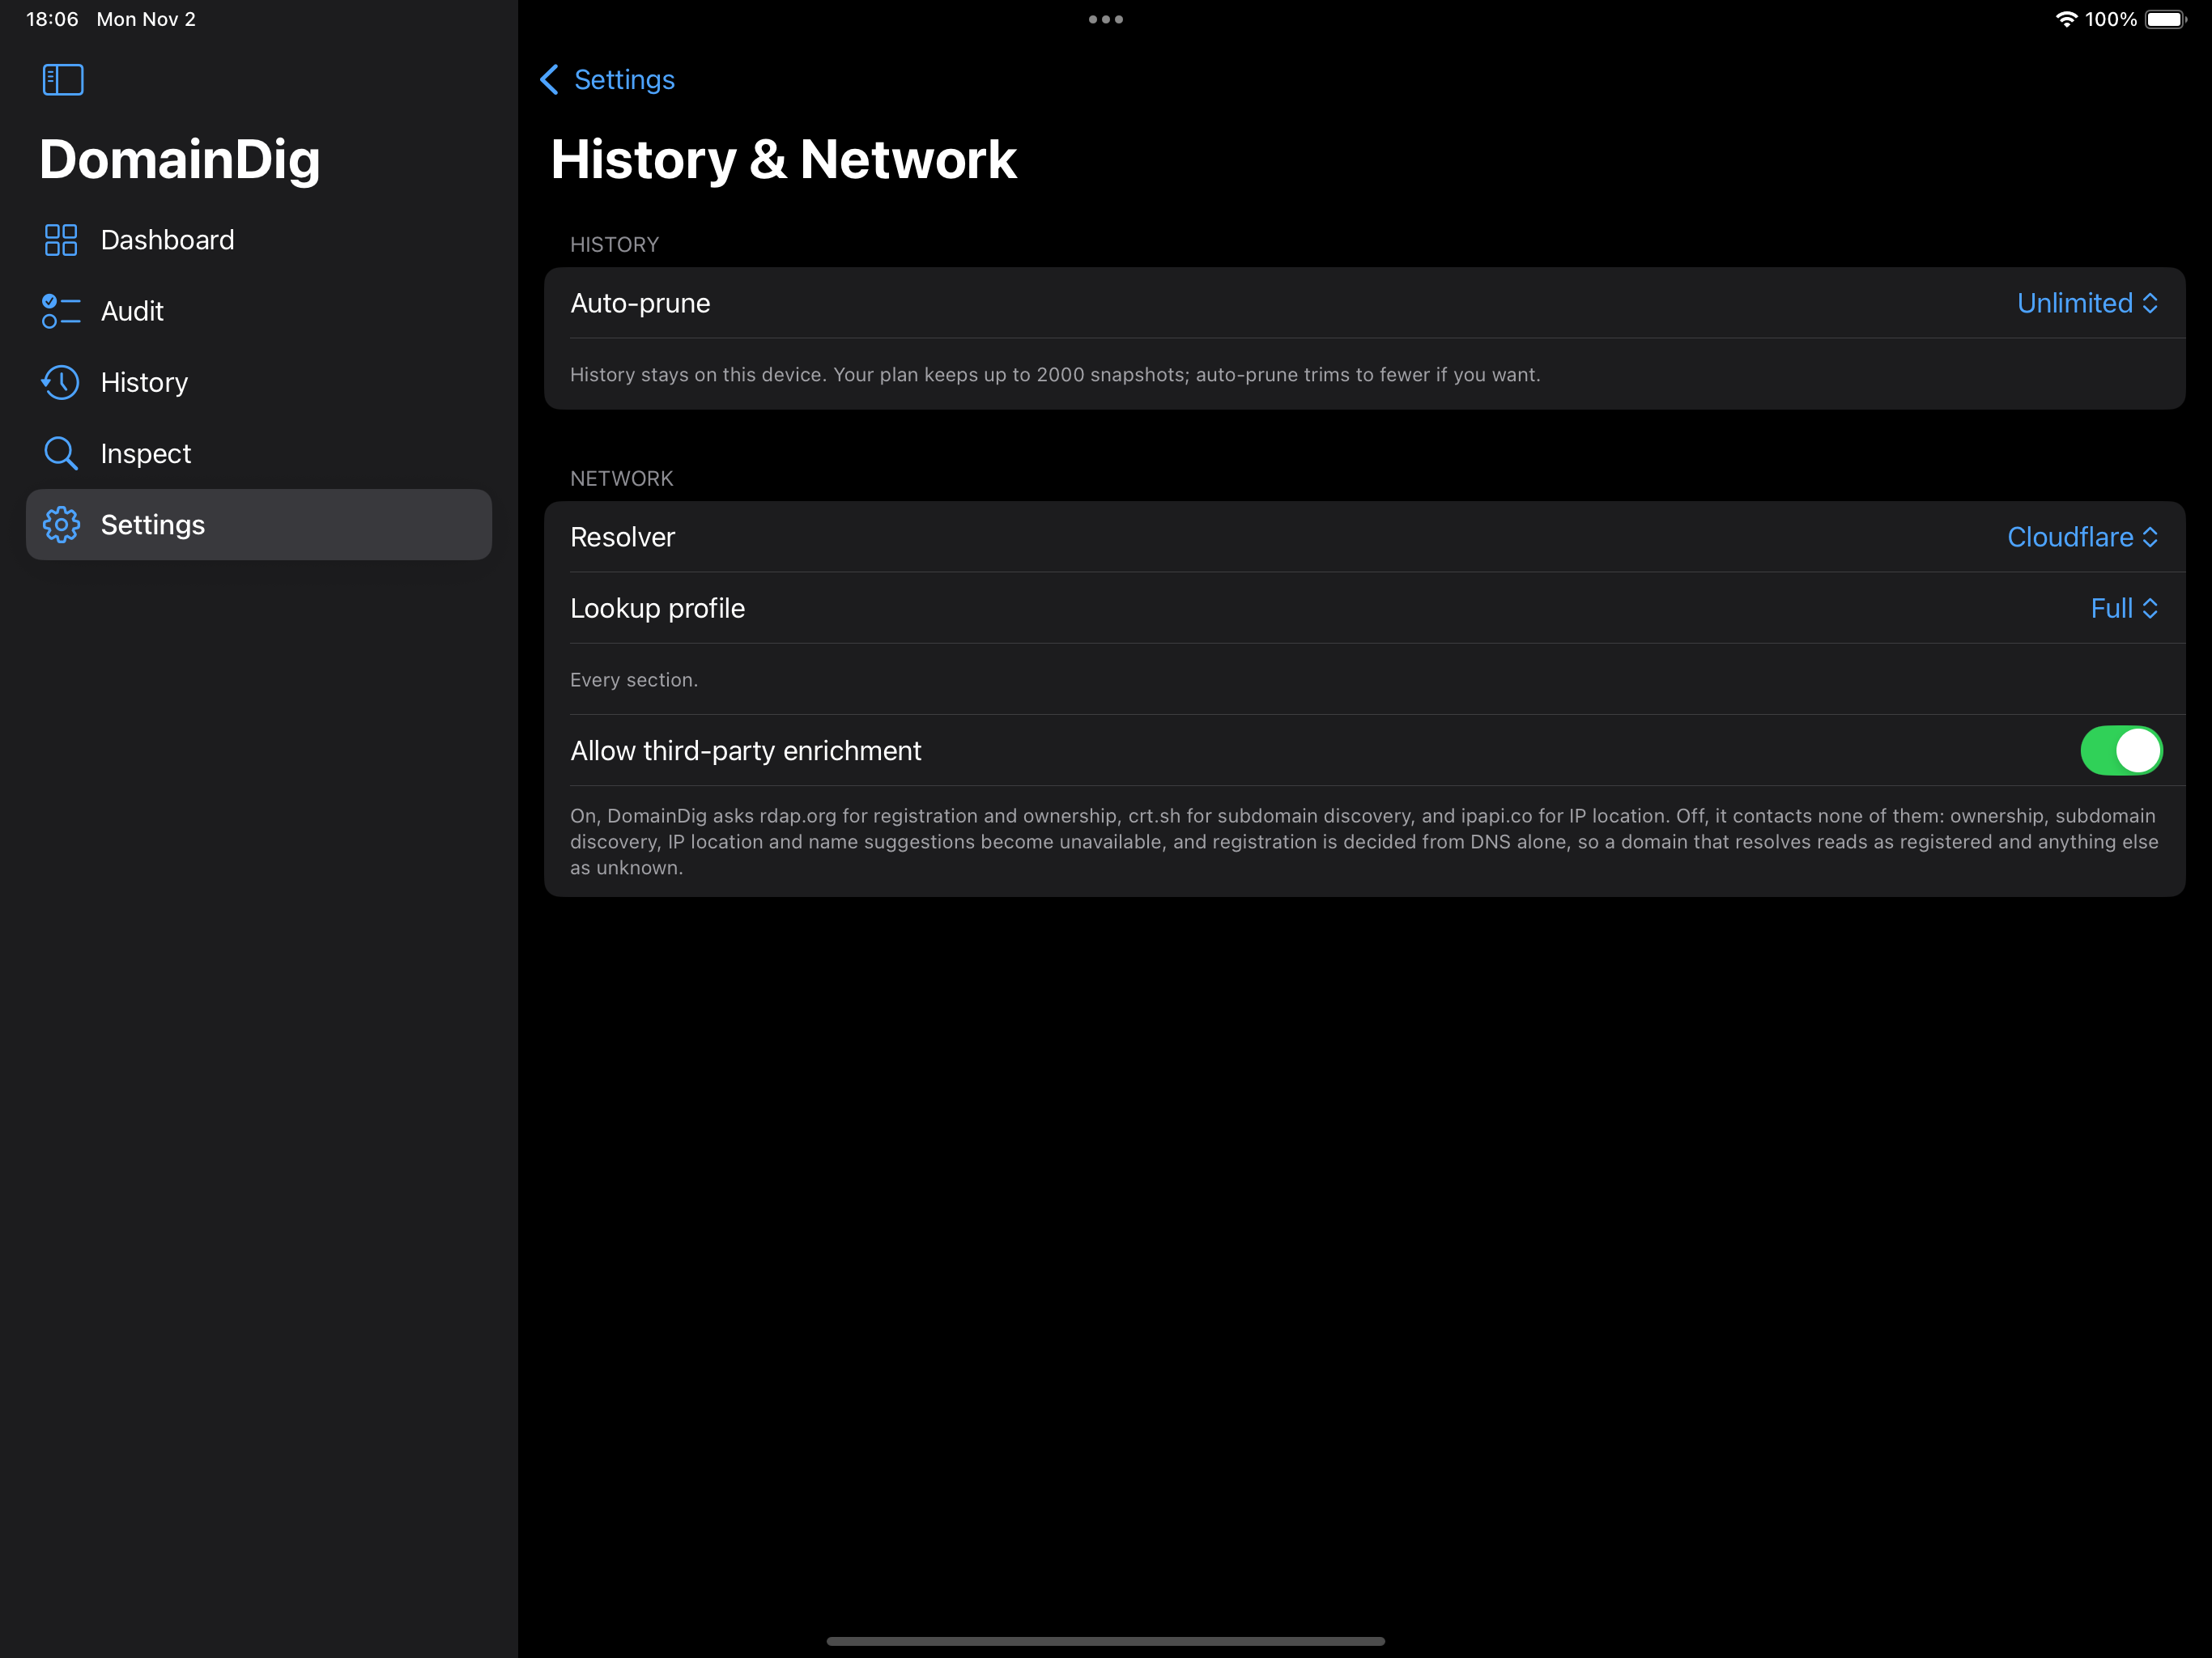 18:06 Mon Nov 2
100%
DomainDig
Dashboard
Audit
History
Inspect
Settings
Settings
History & Network
HISTORY
Auto-prune
Unlimited
History stays on this device. Your plan keeps up to 2000 snapshots; auto-prune trims to fewer if you want.
NETWORK
Resolver
Cloudflare
Lookup profile
Full
Every section.
Allow third-party enrichment
On, DomainDig asks rdap.org for registration and ownership, crt.sh for subdomain discovery, and ipapi.co for IP location. Off, it contacts none of them: ownership, subdomain
discovery, IP location and name suggestions become unavailable, and registration is decided from DNS alone, so a domain that resolves reads as registered and anything else
as unknown.